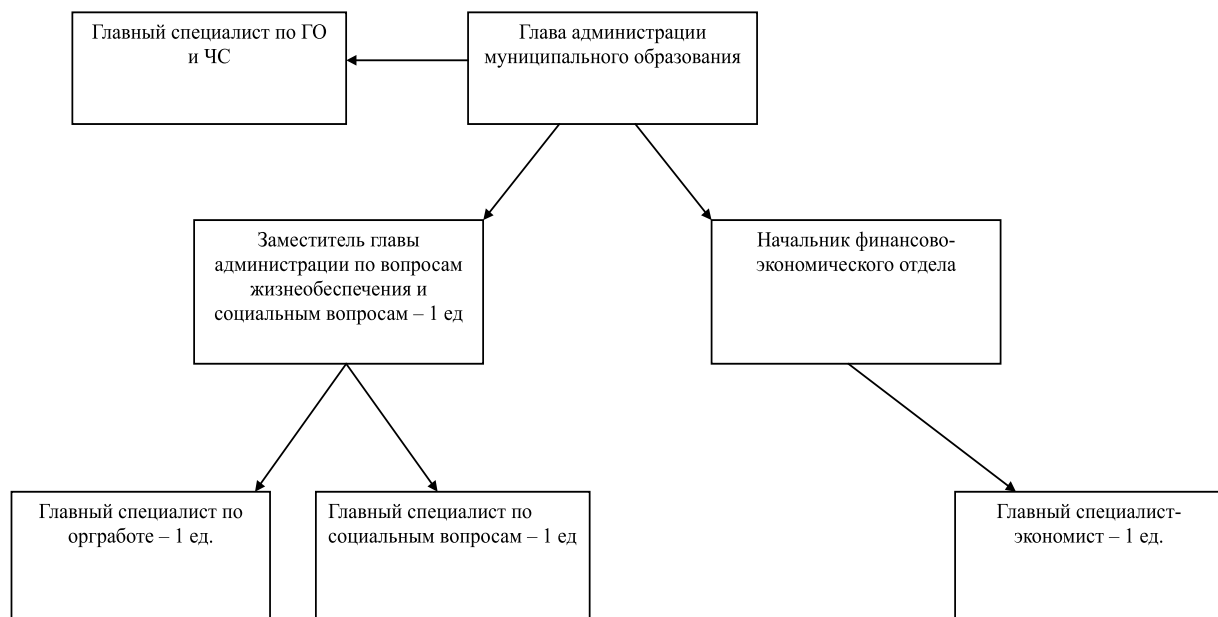 Главный специалист по ГО
и ЧС
Глава администрации
муниципального образования
Заместитель главы
администрации по вопросам
жизнеобеспечения и
социальным вопросам – 1 ед
Начальник финансово-
экономического отдела
Главный специалист по
оргработе – 1 ед.
Главный специалист по
социальным вопросам – 1 ед
Главный специалист-
экономист – 1 ед.